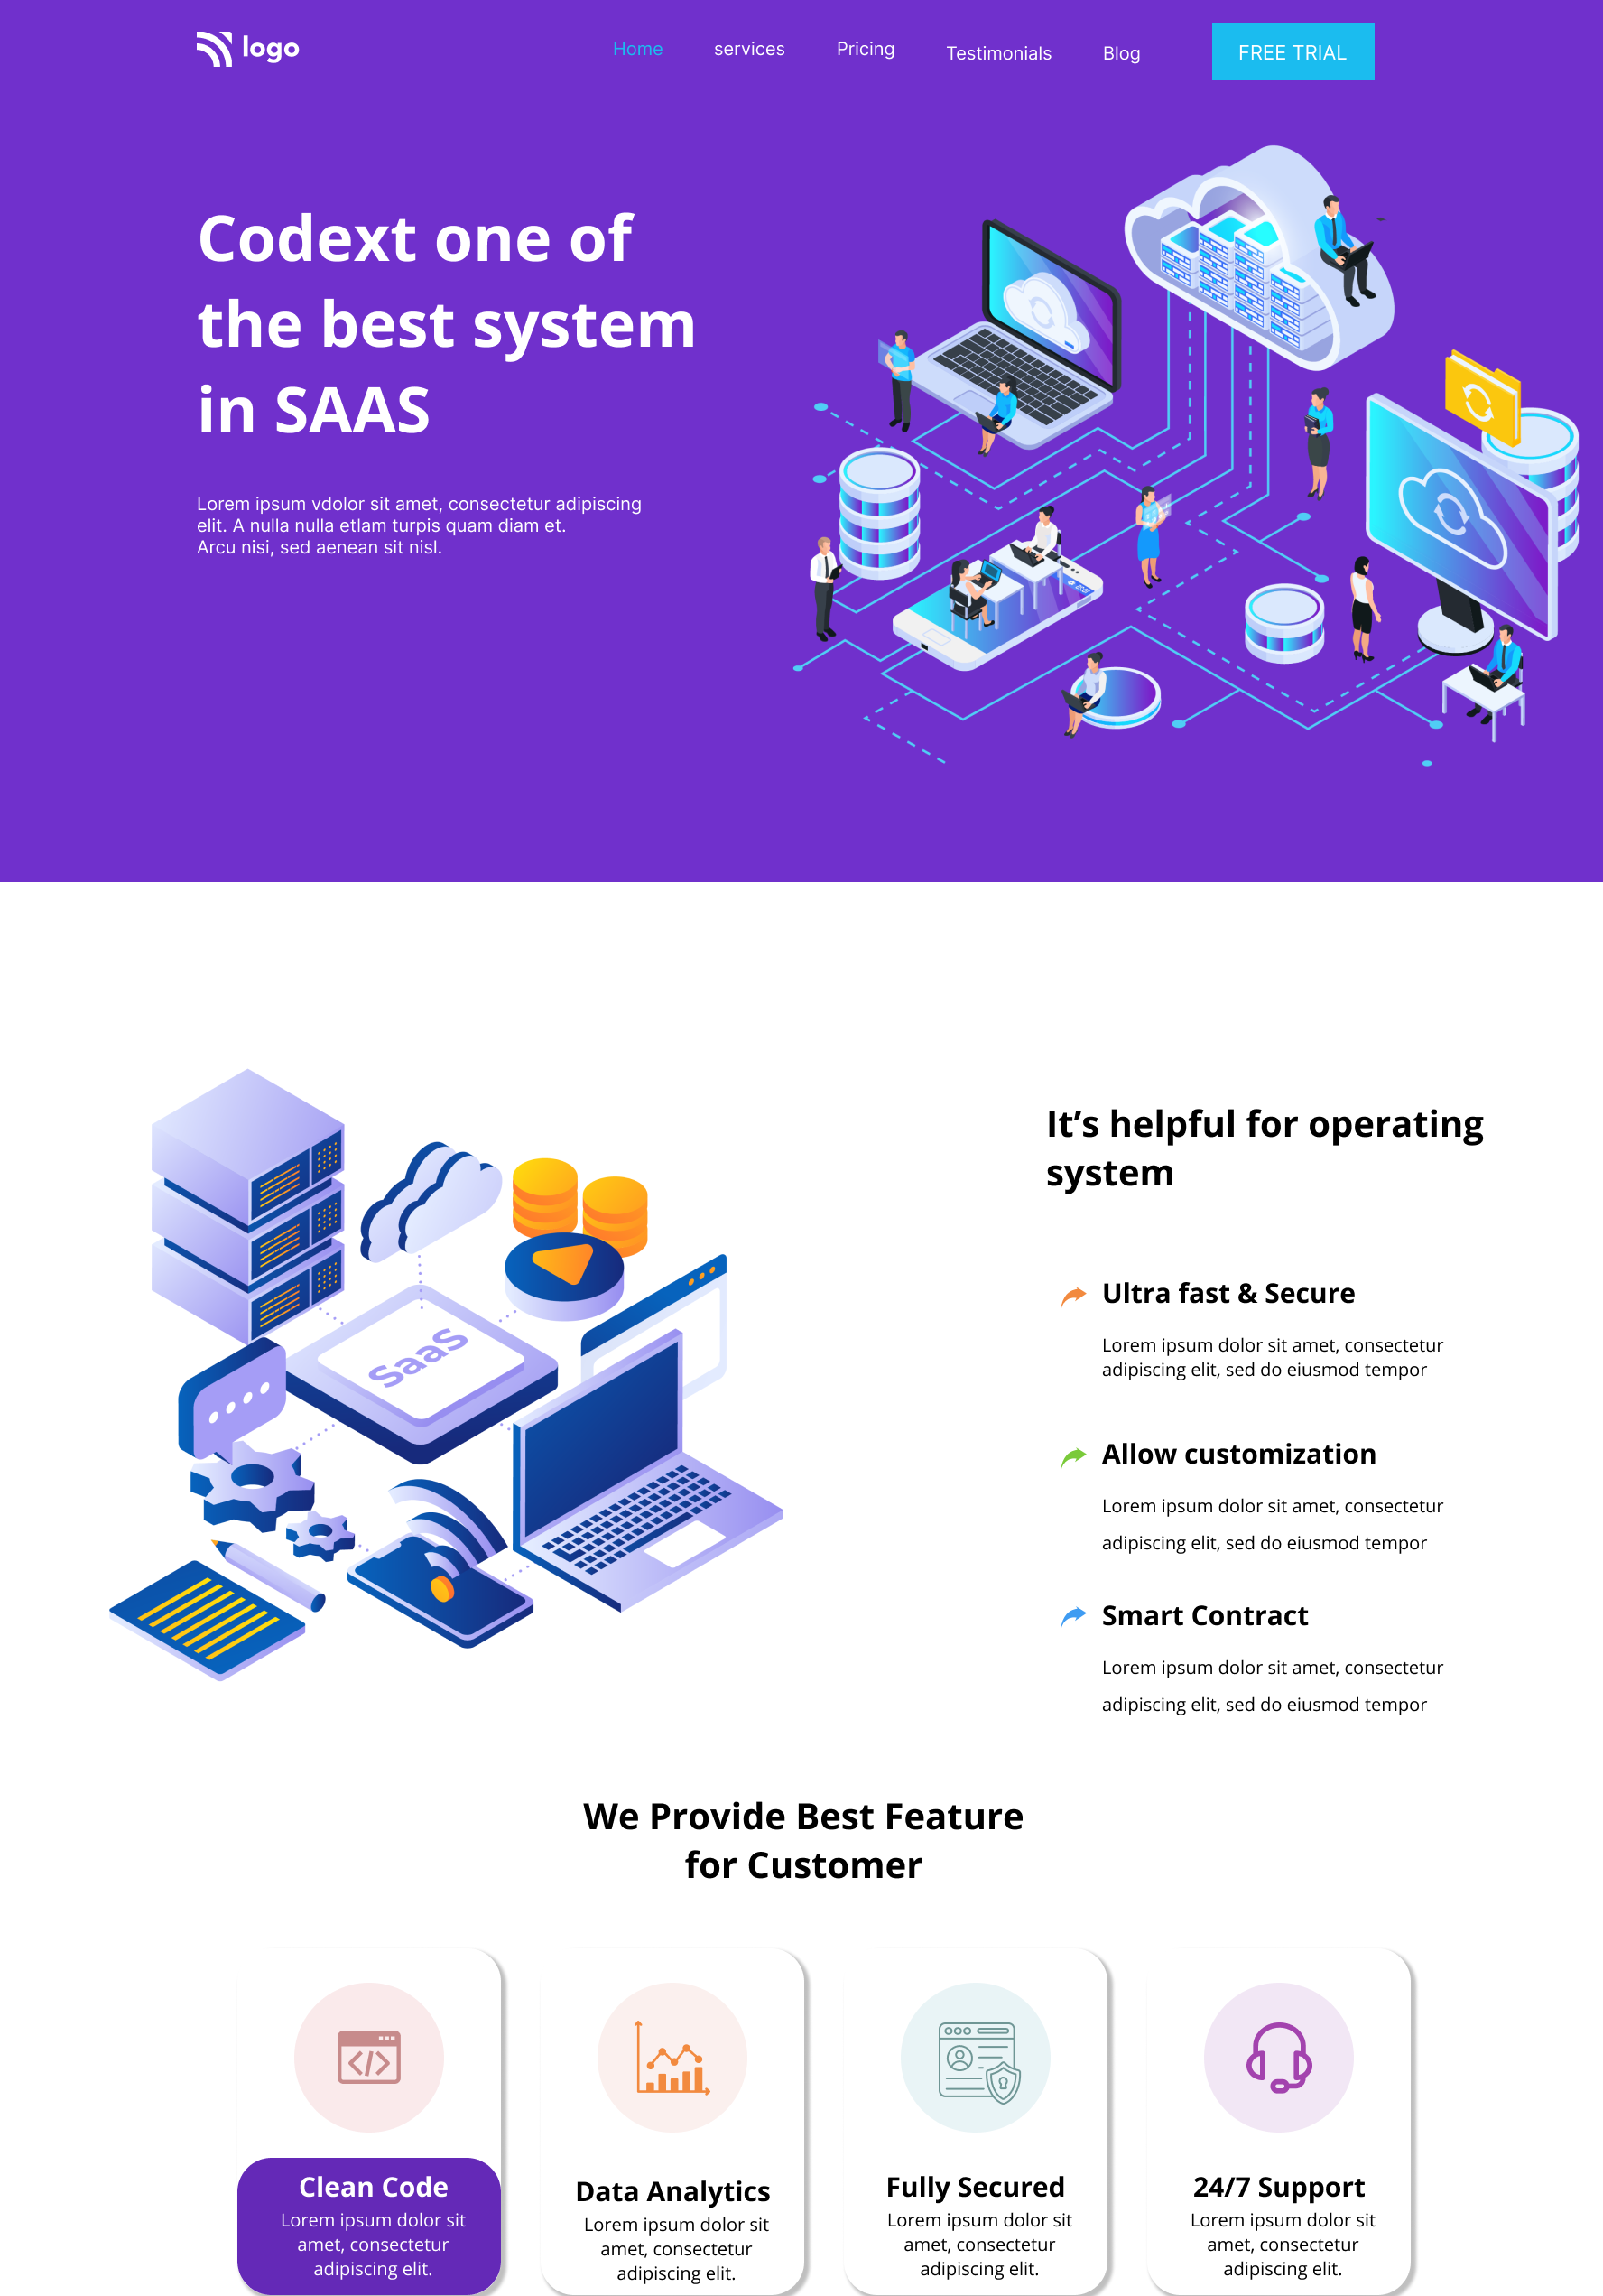 logo
Home services Pricing Testimonials Blog FREE TRIAL
Codext one of
the best system
in SAAS
Lorem ipsum vdolor sit amet, consectetur adipiscing
elit. A nulla nulla etlam turpis quam diam et.
Arcu nisi, sed aenean sit nisl.
SaaS
It’s helpful for operating
system
Ultra fast & Secure
Lorem ipsum dolor sit amet, consectetur
adipiscing elit, sed do eiusmod tempor
Allow customization
Lorem ipsum dolor sit amet, consectetur
adipiscing elit, sed do eiusmod tempor
Smart Contract
Lorem ipsum dolor sit amet, consectetur
adipiscing elit, sed do eiusmod tempor
We Provide Best Feature
for Customer
Clean Code
Lorem ipsum dolor sit
amet, consectetur
adipiscing elit.
Data Analytics
Lorem ipsum dolor sit
amet, consectetur
adipiscing elit.
Fully Secured
Lorem ipsum dolor sit
amet, consectetur
adipiscing elit.
24/7 Support
Lorem ipsum dolor sit
amet, consectetur
adipiscing elit.